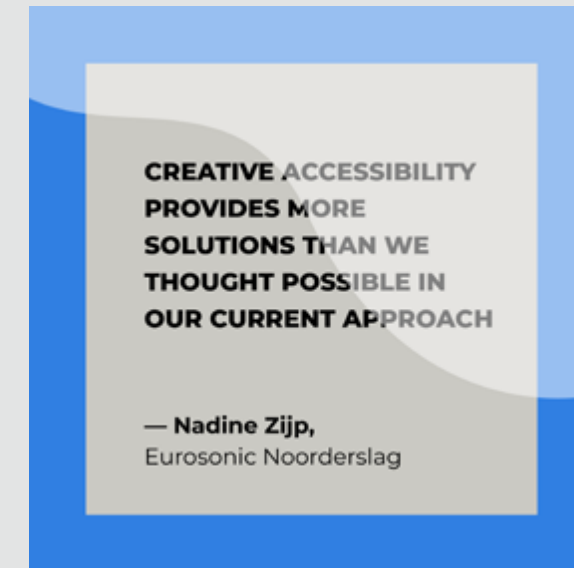 CREATIVE ACCESSIBILITY
PROVIDES MORE
SOLUTIONS THAN WE
THOUGHT POSSIBLE IN
OUR CURRENT APPROACH
— Nadine Zijp,
Eurosonic Noorderslag